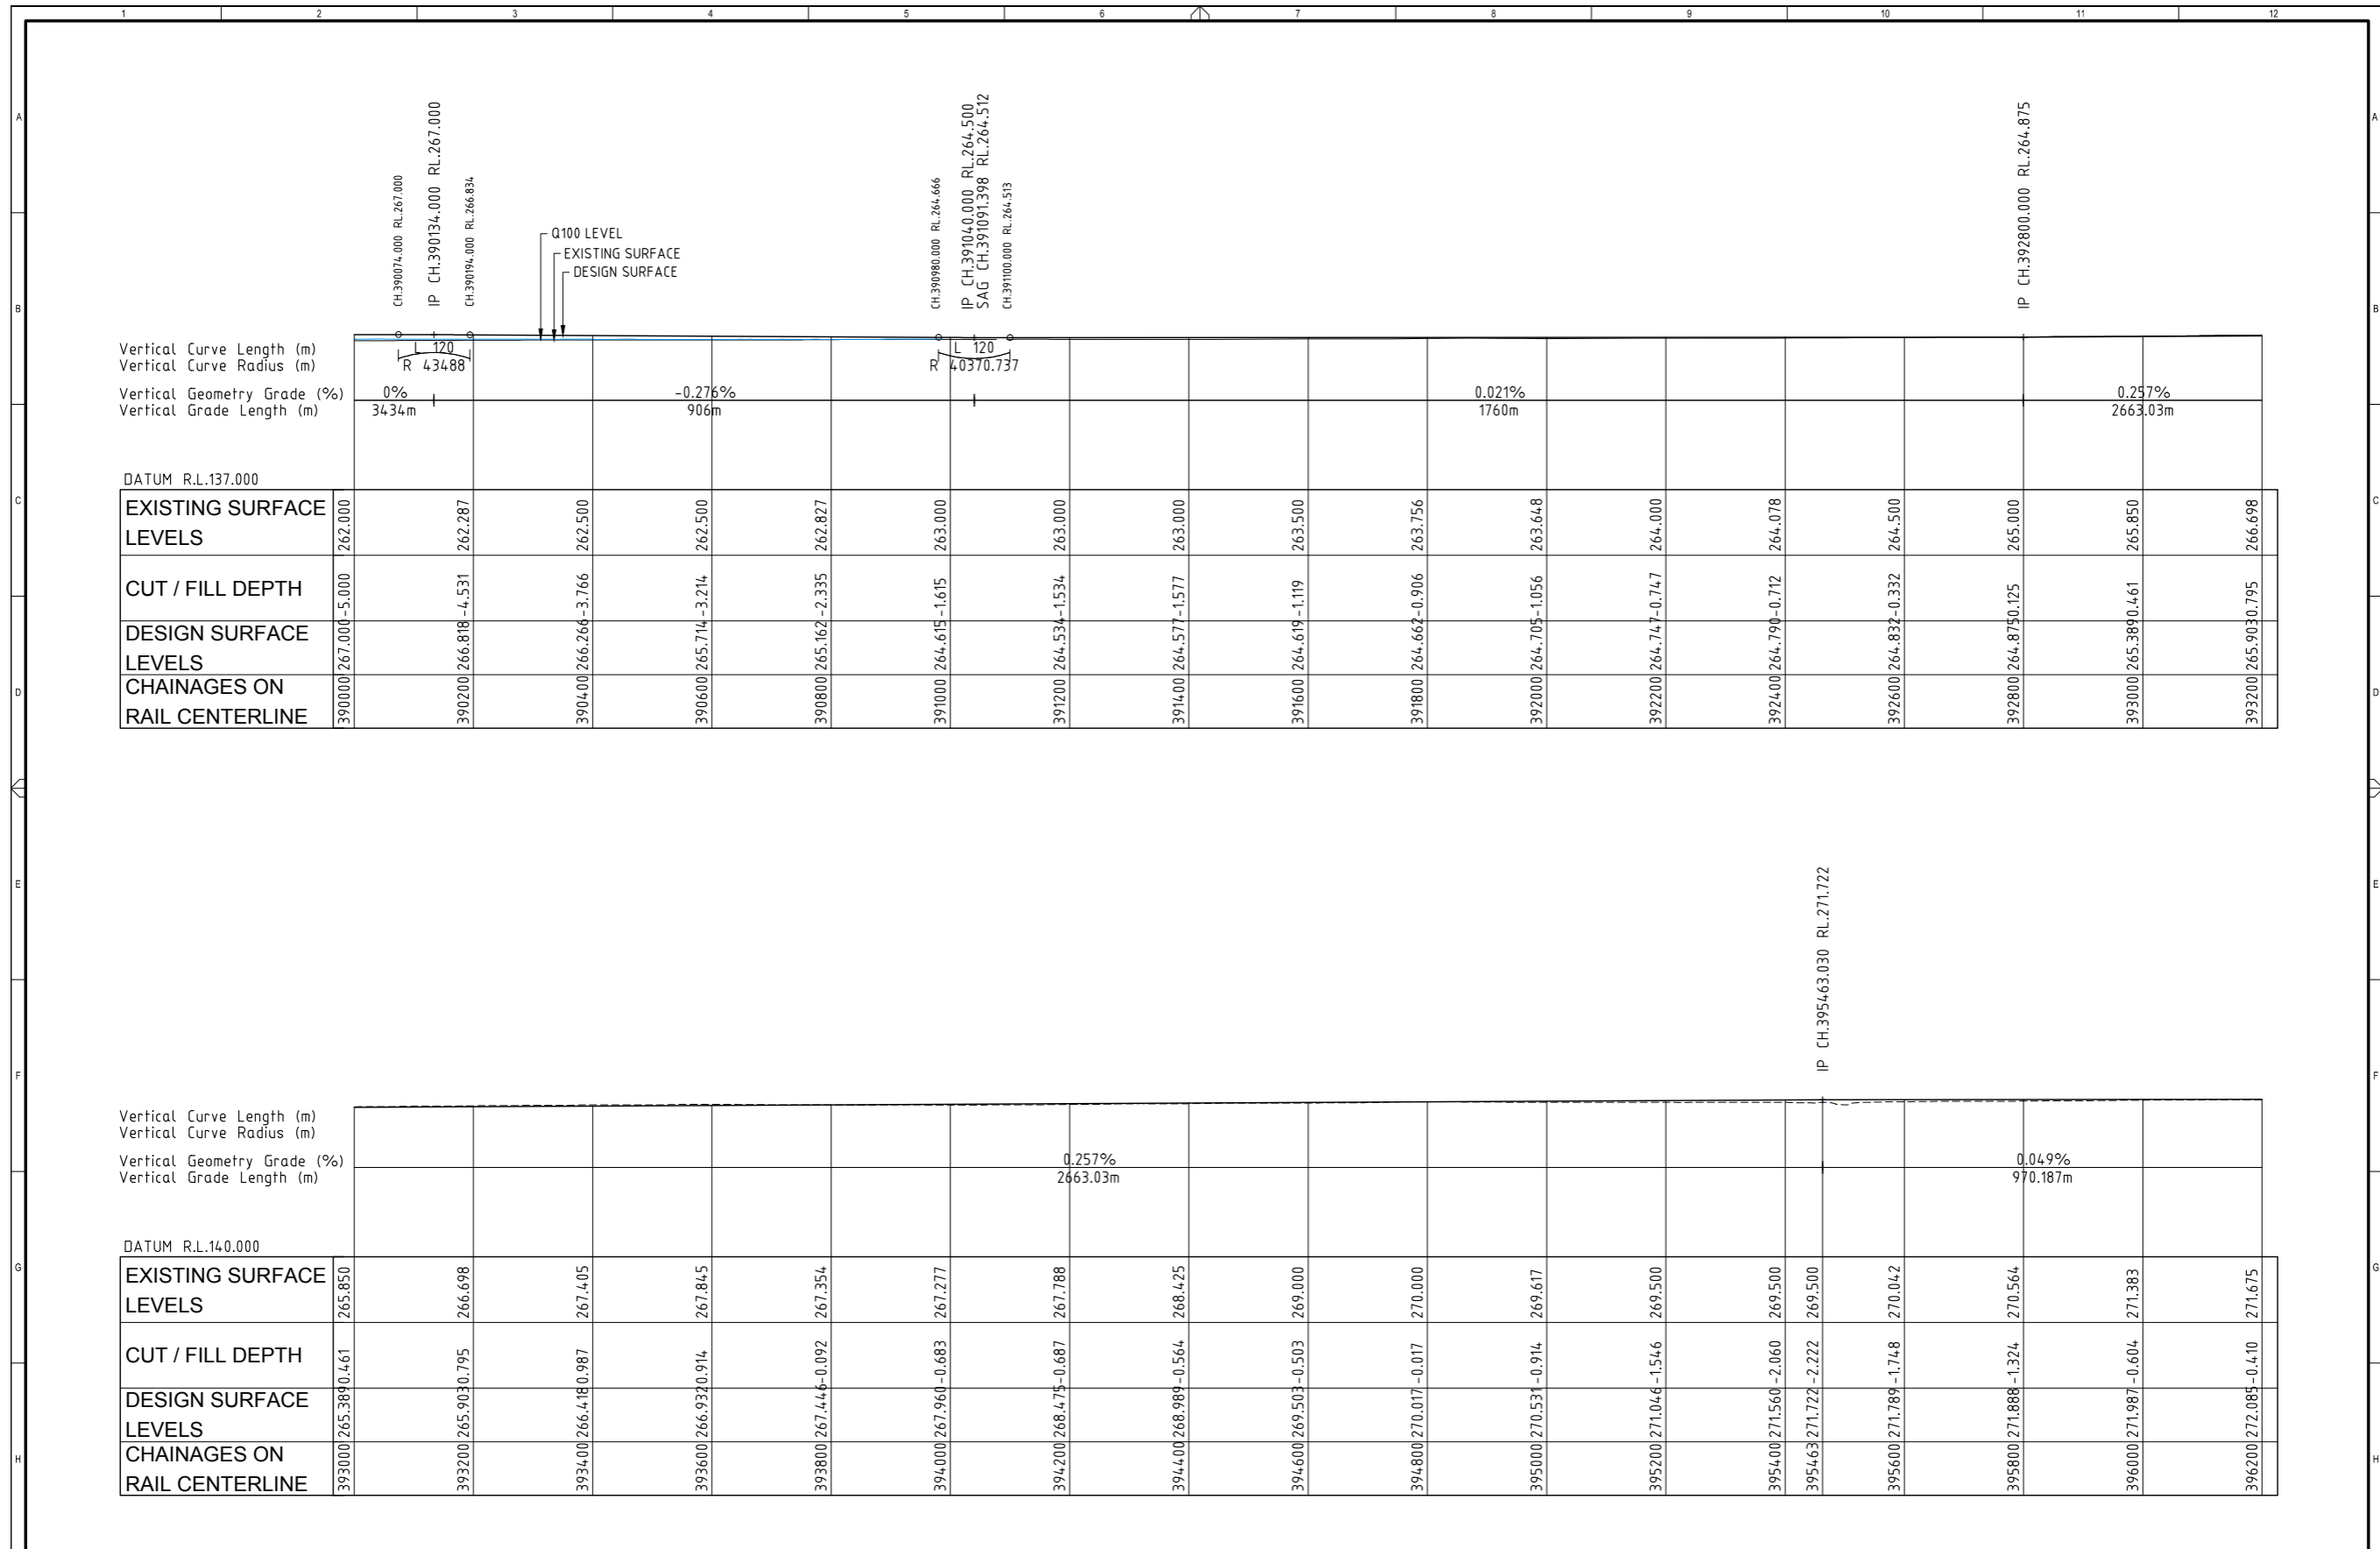 1 2 3 4 5 6 7 8 9 10 11 12
A A
B B
C C
D D
E E
F F
G G
H H
CH.390074.000 RL.267.000
IP CH.390134.000 RL.267.000
CH.390194.000 RL.266.834
Q100 LEVEL
EXISTING SURFACE
DESIGN SURFACE
CH.390980.000 RL.264.666
IP CH.391040.000 RL.264.500
SAG CH.391091.398 RL.264.512
CH.391100.000 RL.264.513
IP CH.392800.000 RL.264.875
Vertical Curve Length (m) L 120 L 120
Vertical Curve Radius (m) R 43488 R 40370.737
Vertical Geometry Grade (%) 0% -0.276% 0.021% 0.257%
Vertical Grade Length (m) 3434m 906m 1760m 2663.03m
DATUM R.L.137.000
EXISTING SURFACE
LEVELS
262.000 262.287 262.500 262.500 262.827 263.000 263.000 263.000 263.500 263.756 263.648 264.000 264.078 264.500 265.000 265.850 266.698
CUT / FILL DEPTH
-5.000 -4.531 -3.766 -3.214 -2.335 -1.615 -1.534 -1.577 -1.119 -0.906 -1.056 -0.747 -0.712 -0.332 0.125 0.461 0.795
DESIGN SURFACE
LEVELS
267.000 266.818 266.266 265.714 265.162 264.615 264.534 264.577 264.619 264.662 264.705 264.747 264.790 264.832 264.875 265.389 265.903
CHAINAGES ON
RAIL CENTERLINE
390000 390200 390400 390600 390800 391000 391200 391400 391600 391800 392000 392200 392400 392600 392800 393000 393200
IP CH.395463.030 RL.271.722
Vertical Curve Length (m)
Vertical Curve Radius (m)
Vertical Geometry Grade (%) 0.257% 0.049%
Vertical Grade Length (m) 2663.03m 970.187m
DATUM R.L.140.000
EXISTING SURFACE
LEVELS
265.850 266.698 267.405 267.845 267.354 267.277 267.788 268.425 269.000 270.000 269.617 269.500 269.500 269.500 270.042 270.564 271.383 271.675
CUT / FILL DEPTH
0.461 0.795 0.987 0.914 -0.092 -0.683 -0.687 -0.564 -0.503 -0.017 -0.914 -1.546 -2.060 -2.222 -1.748 -1.324 -0.604 -0.410
DESIGN SURFACE
LEVELS
265.389 265.903 266.418 266.932 267.446 267.960 268.475 268.989 269.503 270.017 270.531 271.046 271.560 271.722 271.789 271.888 271.987 272.085
CHAINAGES ON
RAIL CENTERLINE
393000 393200 393400 393600 393800 394000 394200 394400 394600 394800 395000 395200 395400 395463 395600 395800 396000 396200